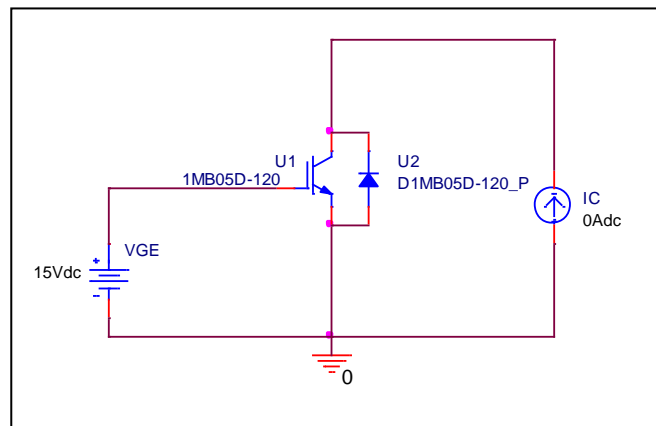 U1
1MB05D-120
U2
D1MB05D-120_P
IC
0Adc
VGE
15Vdc
+
-
0